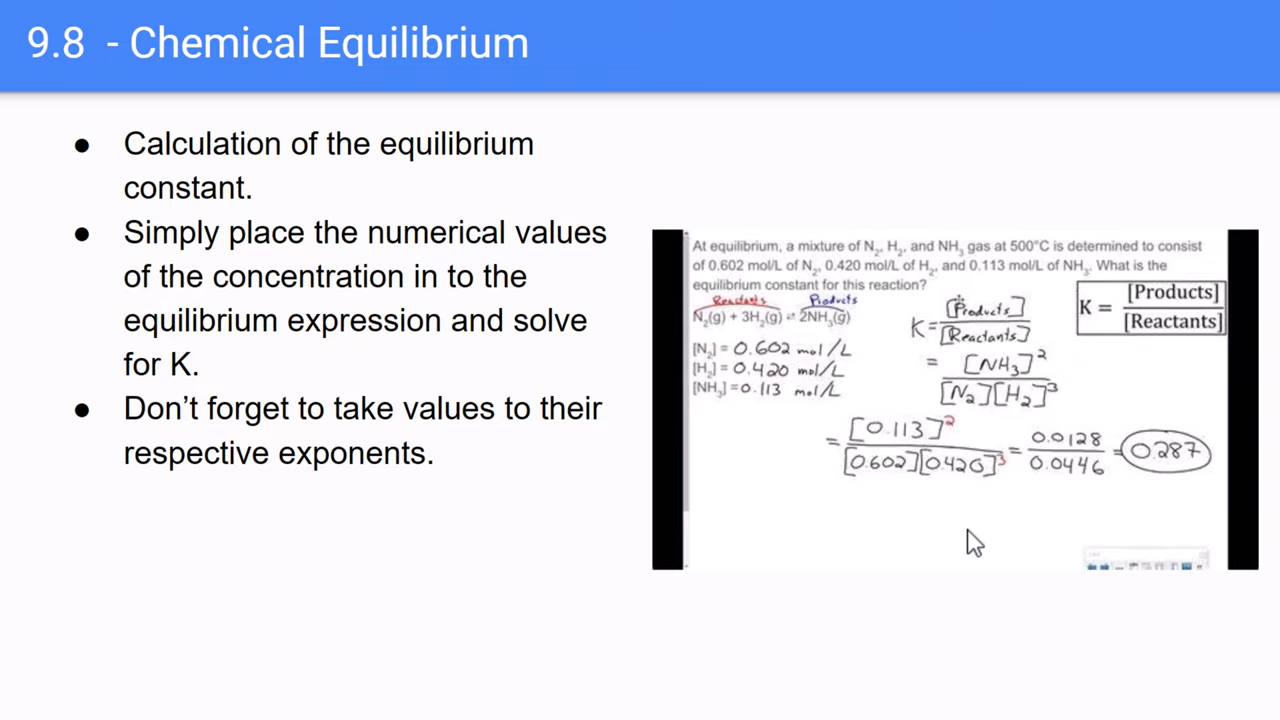 9.8 - Chemical Equilibrium
● Calculation of the equilibrium
constant.
● Simply place the numerical values
of the concentration in to the
equilibrium expression and solve
for K.
● Don’t forget to take values to their
respective exponents.
At equilibrium, a mixture of N₂, H₂, and NH₃ gas at 500°C is determined to consist
of 0.602 mol/L of N₂, 0.420 mol/L of H₂, and 0.113 mol/L of NH₃. What is the
equilibrium constant for this reaction?
Reactants Products
N₂(g) + 3H₂(g) ⇌ 2NH₃(g)
[N₂] = 0.602 mol/L
[H₂] = 0.420 mol/L
[NH₃] = 0.113 mol/L
K = [Products]
[Reactants]
= [NH₃]²
[N₂][H₂]³
= [0.113]²
[0.602][0.420]³
= 0.0128
0.0446
= 0.287
K = [Products]
[Reactants]